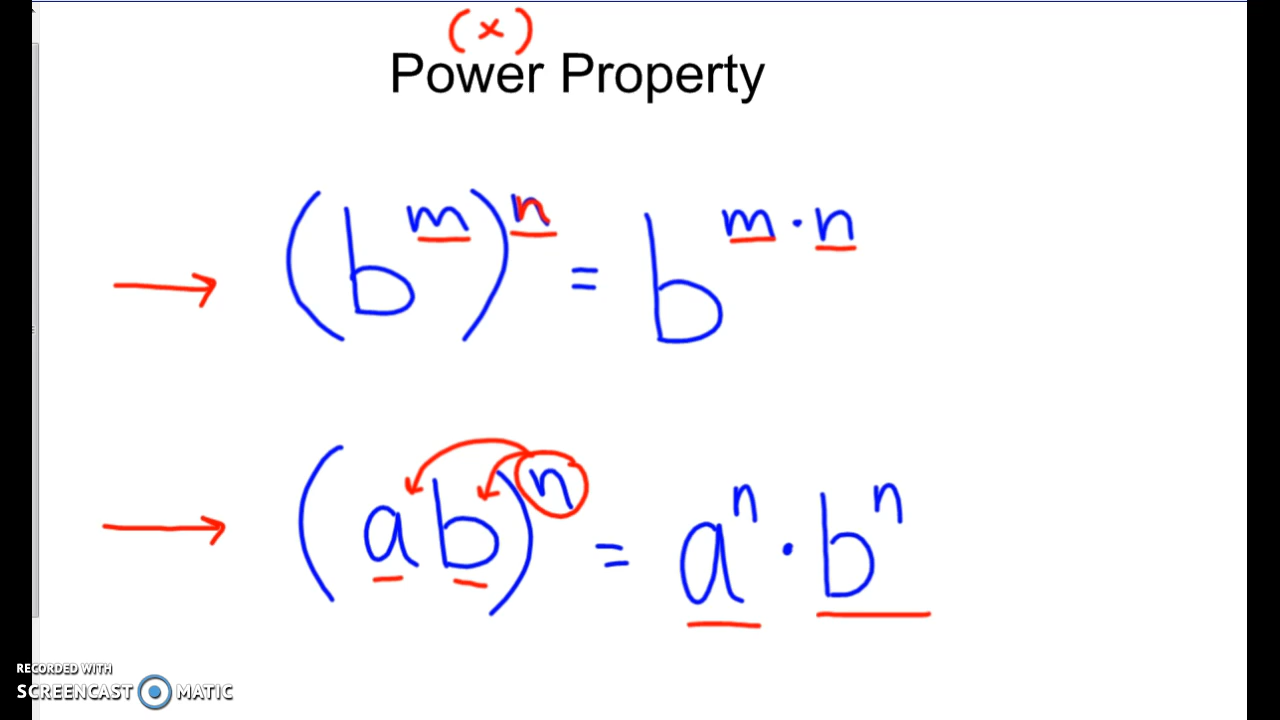 (x)
Power Property
→ (b^m)^n = b^(m·n)
→ (ab)^n = a^n · b^n
RECORDED WITH
SCREENCAST MATIC